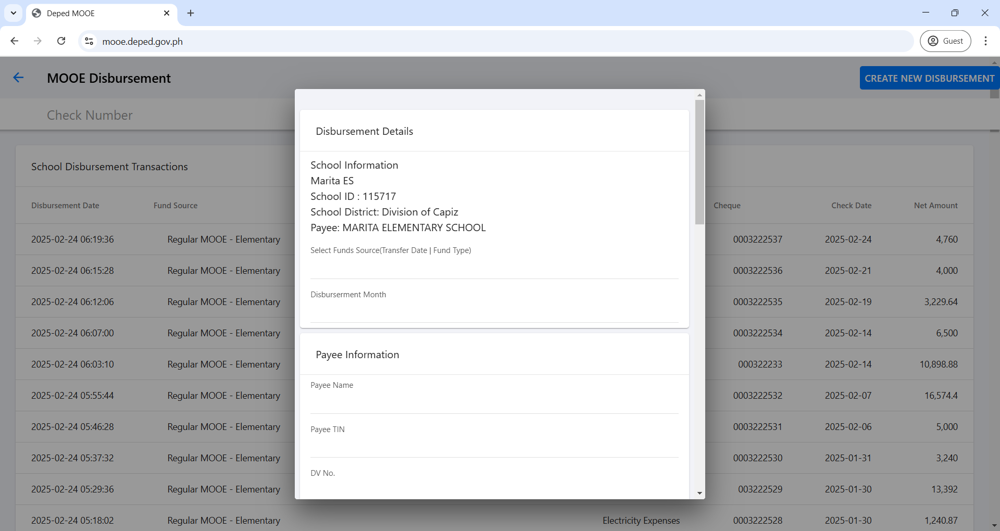 Deped MOOE
mooe.deped.gov.ph
Guest
MOOE Disbursement
CREATE NEW DISBURSEMENT
Check Number
School Disbursement Transactions
Disbursement Date Fund Source Cheque Check Date Net Amount
2025-02-24 06:19:36 Regular MOOE - Elementary 0003222537 2025-02-24 4,760
2025-02-24 06:15:28 Regular MOOE - Elementary 0003222536 2025-02-21 4,000
2025-02-24 06:12:06 Regular MOOE - Elementary 0003222535 2025-02-19 3,229.64
2025-02-24 06:07:00 Regular MOOE - Elementary 0003222534 2025-02-14 6,500
2025-02-24 06:03:10 Regular MOOE - Elementary 000322233 2025-02-14 10,898.88
2025-02-24 05:55:44 Regular MOOE - Elementary 0003222532 2025-02-07 16,574.4
2025-02-24 05:46:28 Regular MOOE - Elementary 0003222531 2025-02-06 5,000
2025-02-24 05:37:32 Regular MOOE - Elementary 0003222530 2025-01-31 3,240
2025-02-24 05:29:36 Regular MOOE - Elementary 003222529 2025-01-30 13,392
2025-02-24 05:18:02 Regular MOOE - Elementary Electricity Expenses 0003222528 2025-01-30 1,240.87
Disbursement Details
School Information
Marita ES
School ID : 115717
School District: Division of Capiz
Payee: MARITA ELEMENTARY SCHOOL
Select Funds Source(Transfer Date | Fund Type)
Disburserment Month
Payee Information
Payee Name
Payee TIN
DV No.